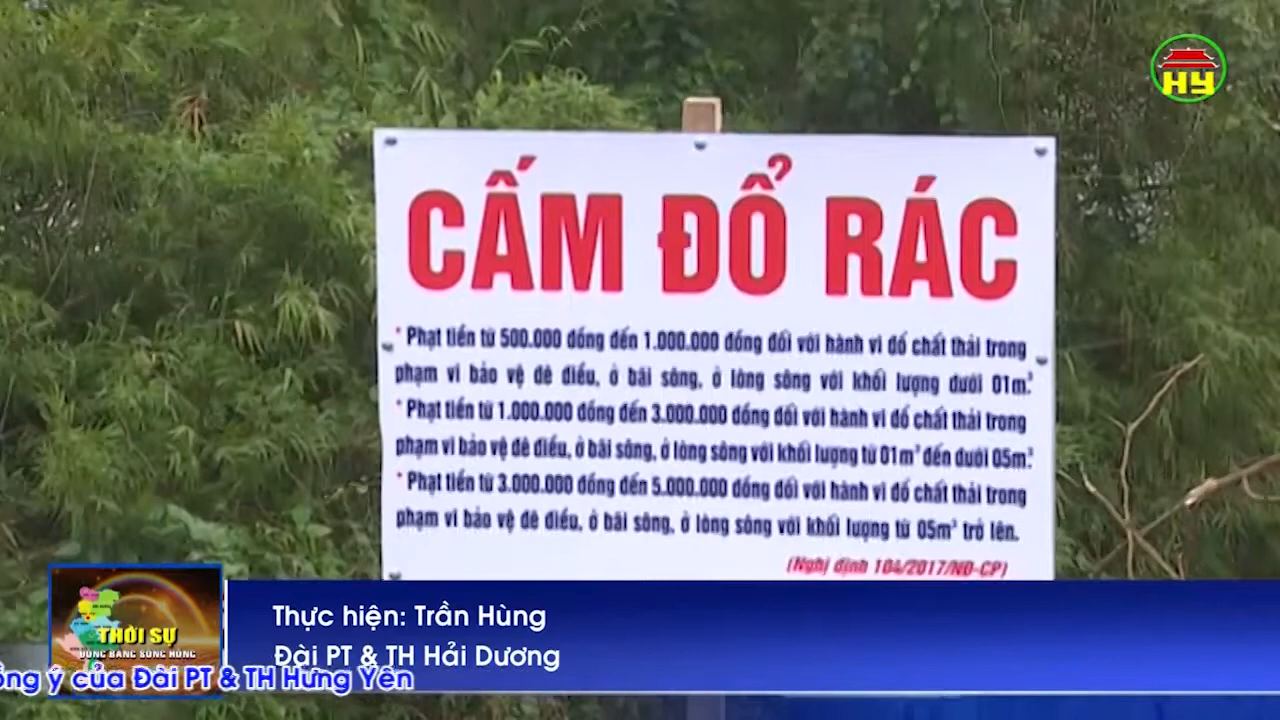 HY
CẤM ĐỔ RÁC
* Phạt tiền từ 500.000 đồng đến 1.000.000 đồng đối với hành vi đổ chất thải trong
phạm vi bảo vệ đê điều, ở bãi sông, ở lòng sông với khối lượng dưới 01m³.
* Phạt tiền từ 1.000.000 đồng đến 3.000.000 đồng đối với hành vi đổ chất thải trong
phạm vi bảo vệ đê điều, ở bãi sông, ở lòng sông với khối lượng từ 01m³ đến dưới 05m³.
* Phạt tiền từ 3.000.000 đồng đến 5.000.000 đồng đối với hành vi đổ chất thải trong
phạm vi bảo vệ đê điều, ở bãi sông, ở lòng sông với khối lượng từ 05m³ trở lên.
(Nghị định 104/2017/NĐ-CP)
THỜI SỰ
ĐỒNG BẰNG SÔNG HỒNG
Thực hiện: Trần Hùng
Đài PT & TH Hải Dương
ồng ý của Đài PT & TH Hưng Yên